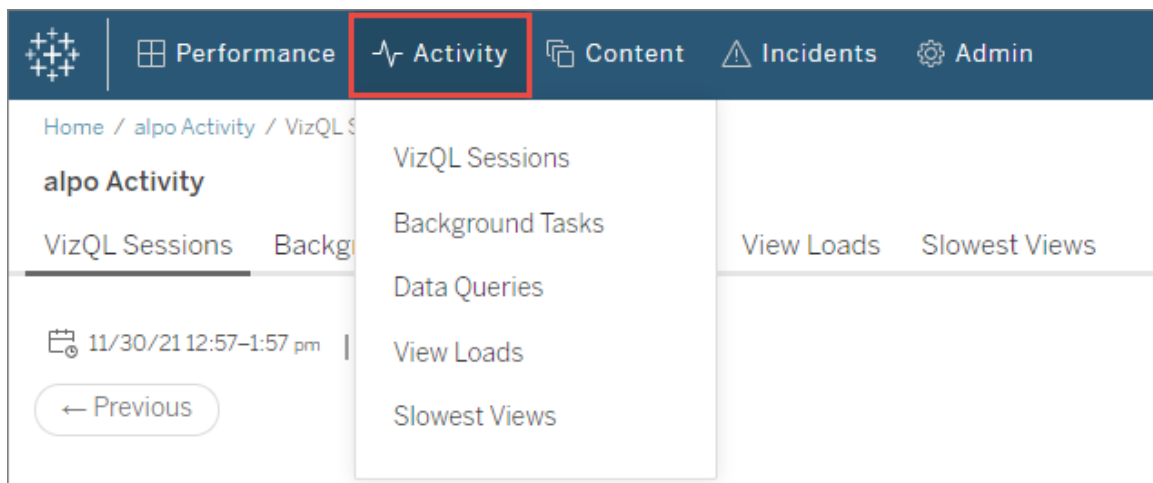 Performance Activity Content Incidents Admin
Home / alpo Activity / VizQL
alpo Activity
VizQL Sessions View Loads Slowest Views
11/30/21 12:57–1:57 pm |
← Previous
VizQL Sessions
Background Tasks
Data Queries
View Loads
Slowest Views